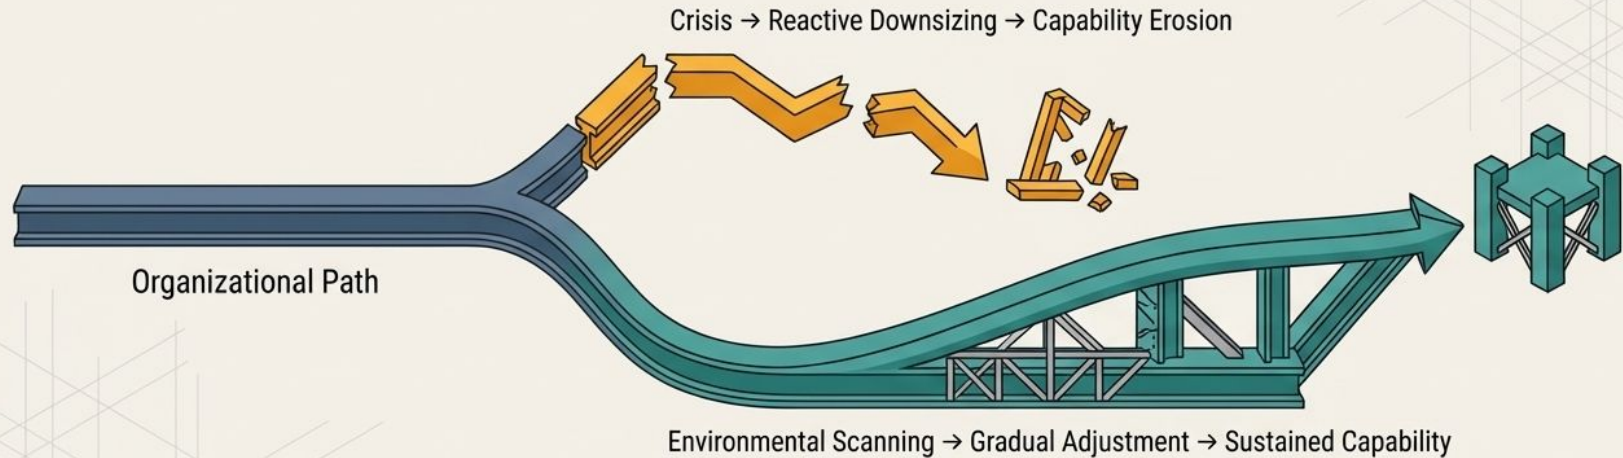 Crisis → Reactive Downsizing → Capability Erosion
Organizational Path
Environmental Scanning → Gradual Adjustment → Sustained Capability